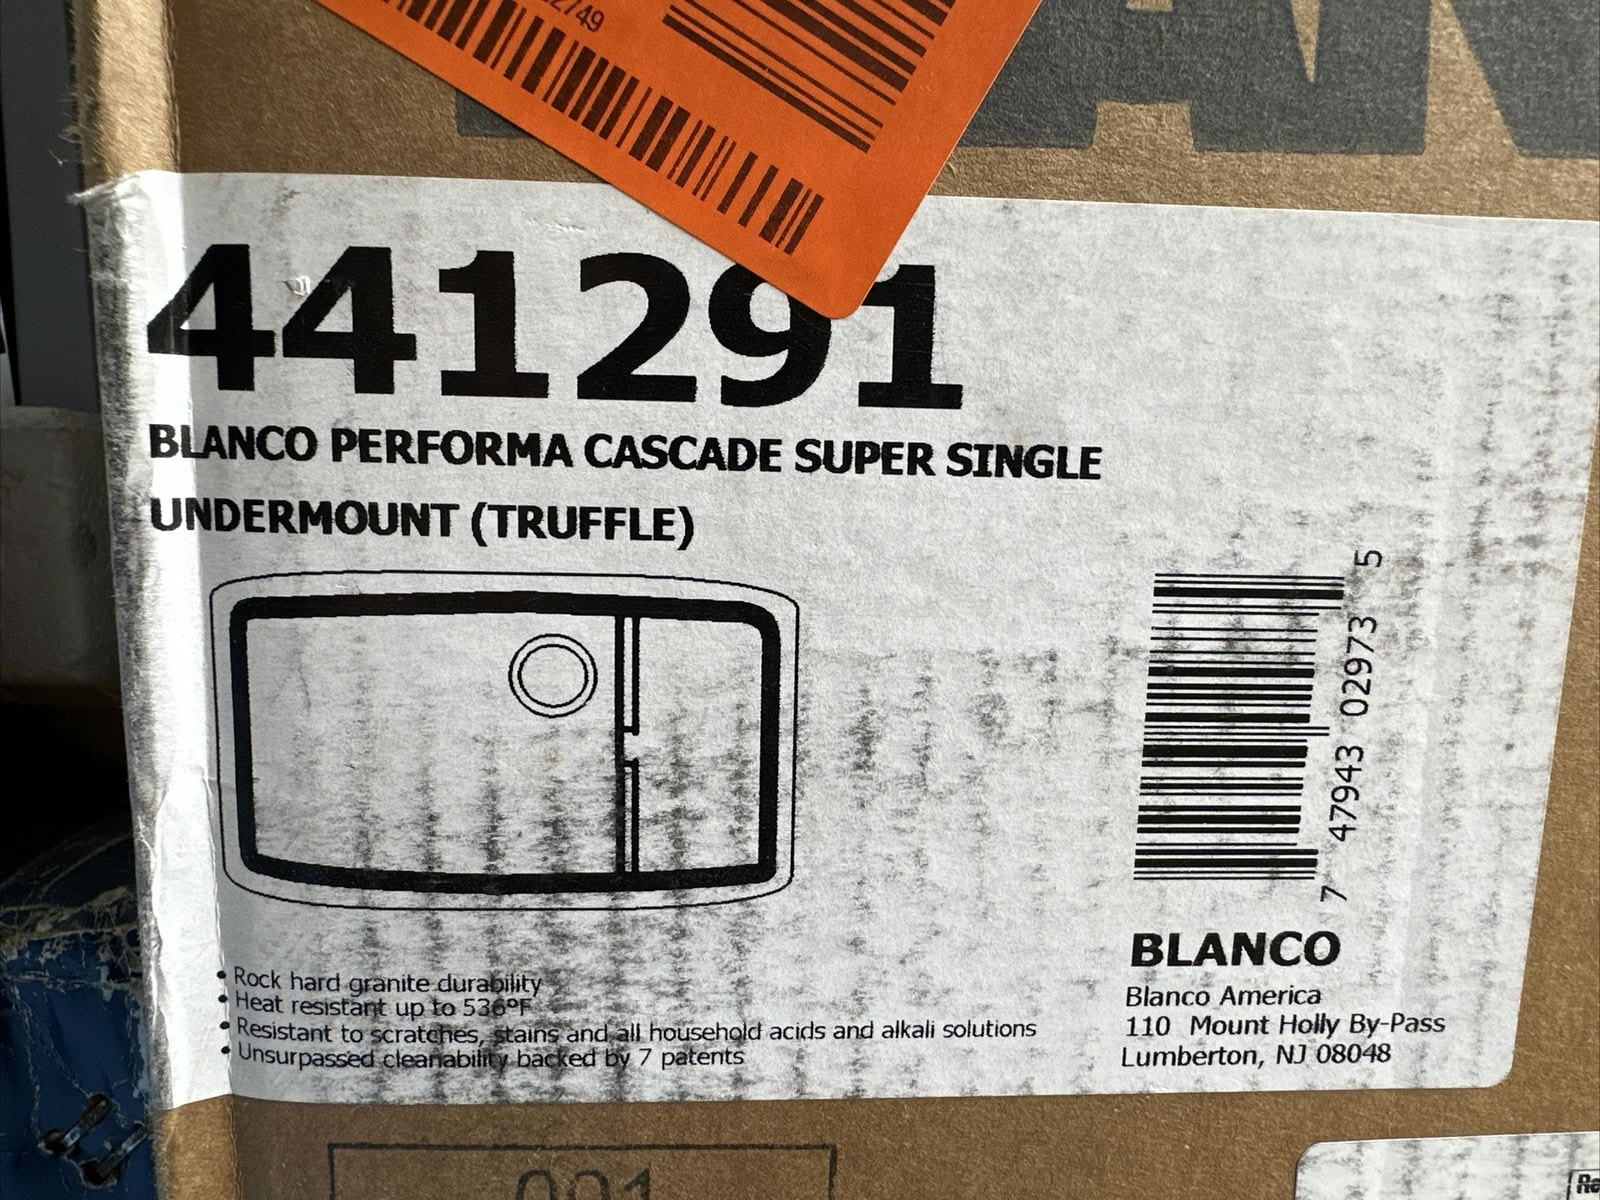 441291
BLANCO PERFORMA CASCADE SUPER SINGLE
UNDERMOUNT (TRUFFLE)
7 47943 02973 5
• Rock hard granite durability
• Heat resistant up to 536ºF
• Resistant to scratches, stains and all household acids and alkali solutions
• Unsurpassed cleanability backed by 7 patents
BLANCO
Blanco America
110 Mount Holly By-Pass
Lumberton, NJ 08048
001